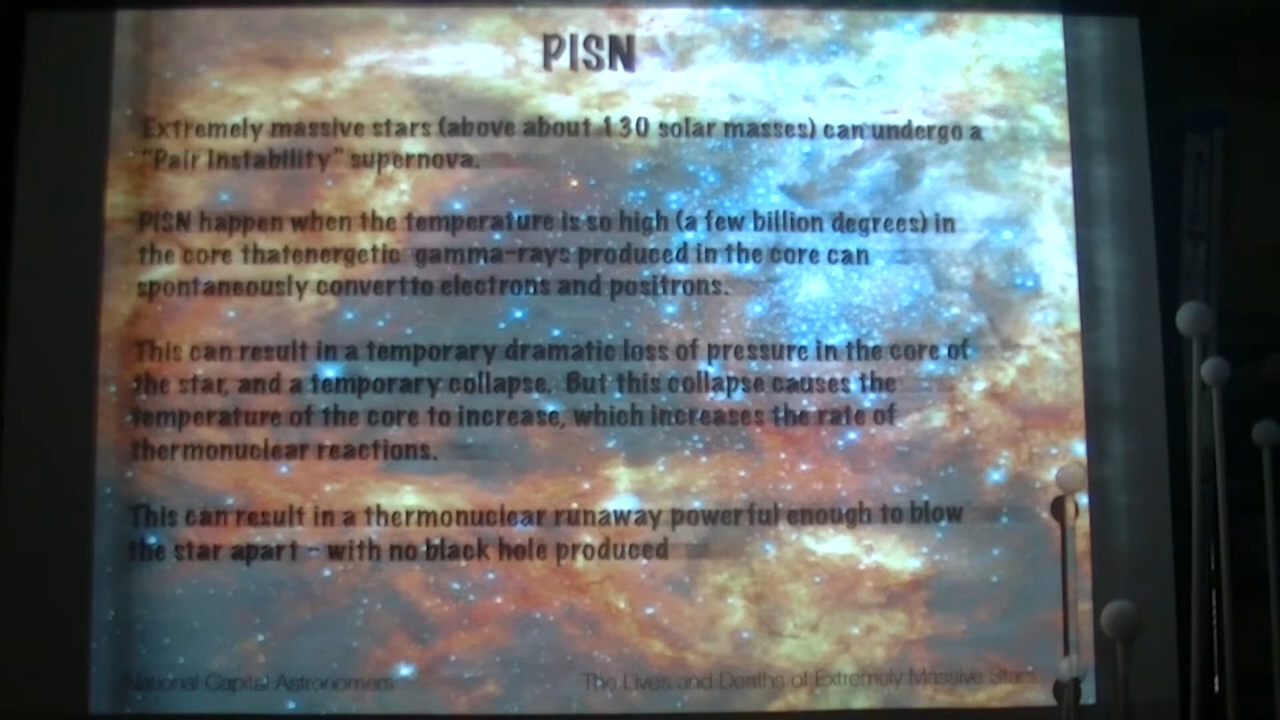 PISN
Extremely massive stars (above about 130 solar masses) can undergo a
"Pair Instability" supernova.
PISN happen when the temperature is so high (a few billion degrees) in
the core thatenergetic gamma-rays produced in the core can
spontaneously convertto electrons and positrons.
This can result in a temporary dramatic loss of pressure in the core of
the star, and a temporary collapse. But this collapse causes the
temperature of the core to increase, which increases the rate of
thermonuclear reactions.
This can result in a thermonuclear runaway powerful enough to blow
the star apart - with no black hole produced
National Capital Astronomers
The Lives and Deaths of Extremely Massive Stars